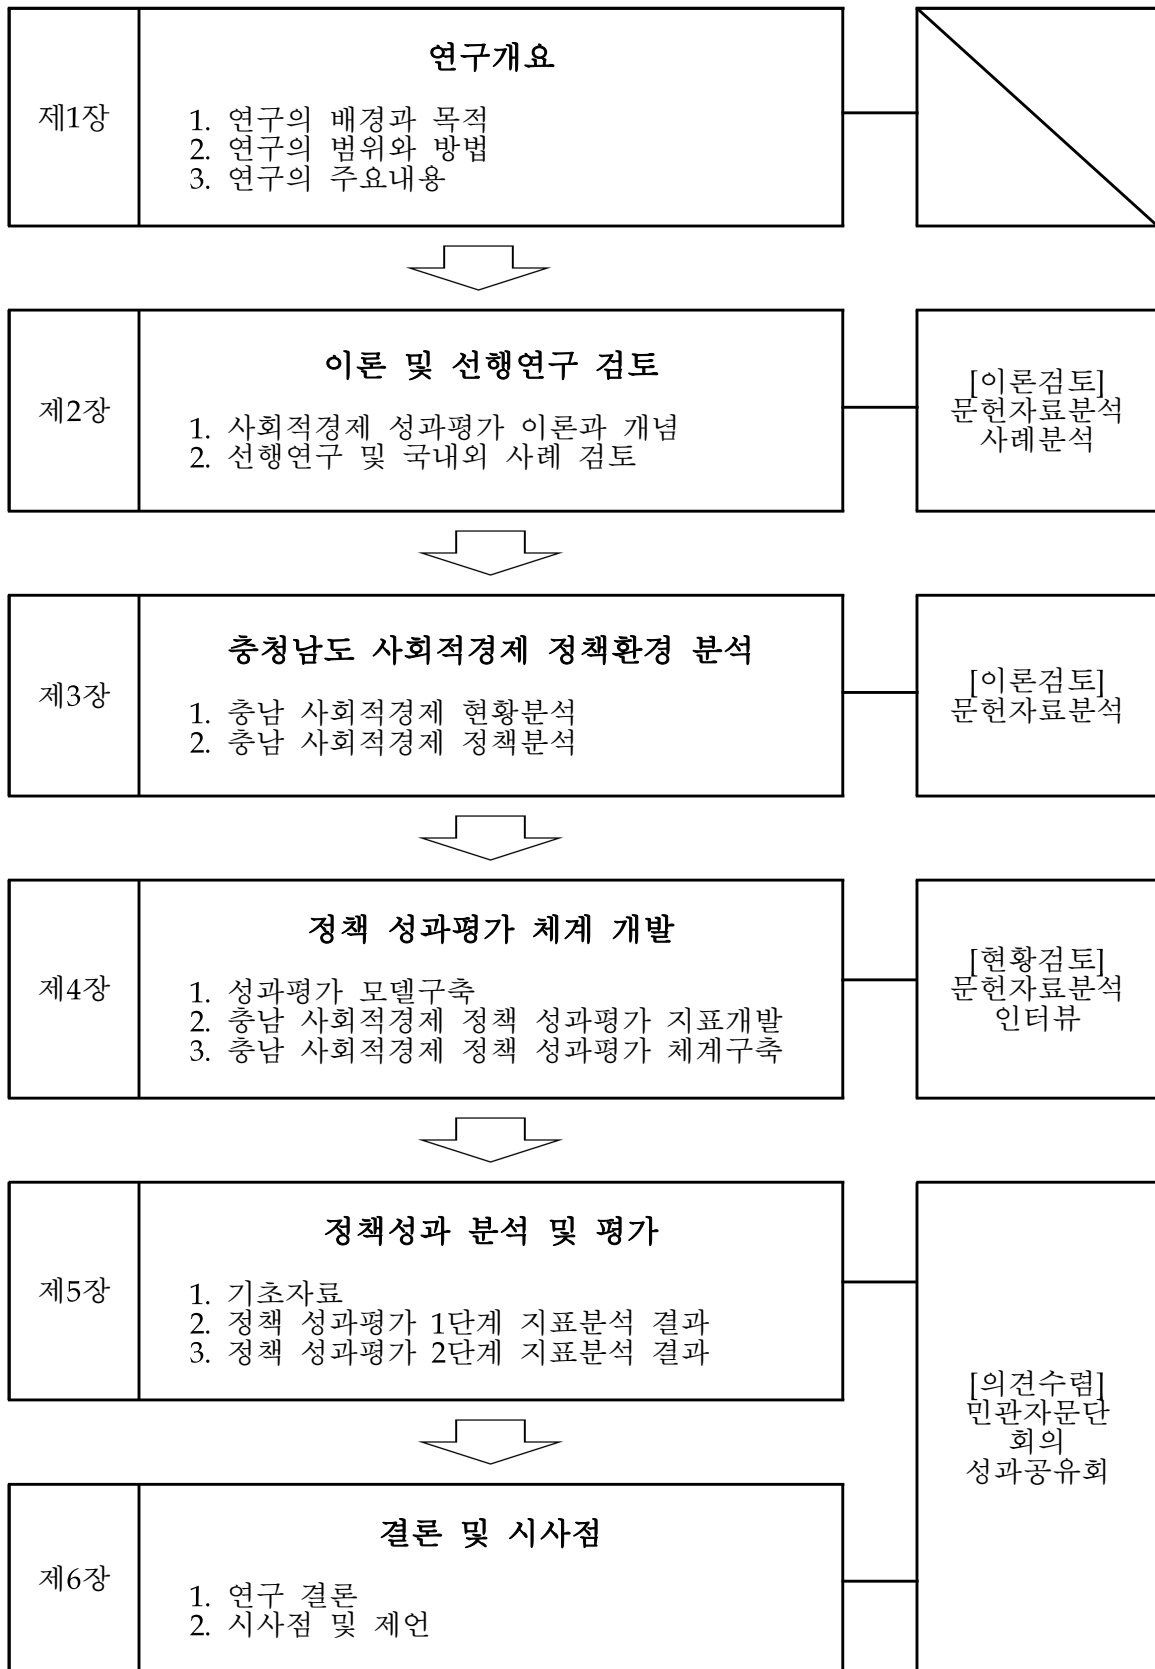 연구개요
제1장
1. 연구의 배경과 목적
2. 연구의 범위와 방법
3. 연구의 주요내용
이론 및 선행연구 검토
제2장
1. 사회적경제 성과평가 이론과 개념
2. 선행연구 및 국내외 사례 검토
[이론검토]
문헌자료분석
사례분석
충청남도 사회적경제 정책환경 분석
제3장
1. 충남 사회적경제 현황분석
2. 충남 사회적경제 정책분석
[이론검토]
문헌자료분석
정책 성과평가 체계 개발
제4장
1. 성과평가 모델구축
2. 충남 사회적경제 정책 성과평가 지표개발
3. 충남 사회적경제 정책 성과평가 체계구축
[현황검토]
문헌자료분석
인터뷰
정책성과 분석 및 평가
제5장
1. 기초자료
2. 정책 성과평가 1단계 지표분석 결과
3. 정책 성과평가 2단계 지표분석 결과
[의견수렴]
민관자문단
회의
성과공유회
결론 및 시사점
제6장
1. 연구 결론
2. 시사점 및 제언